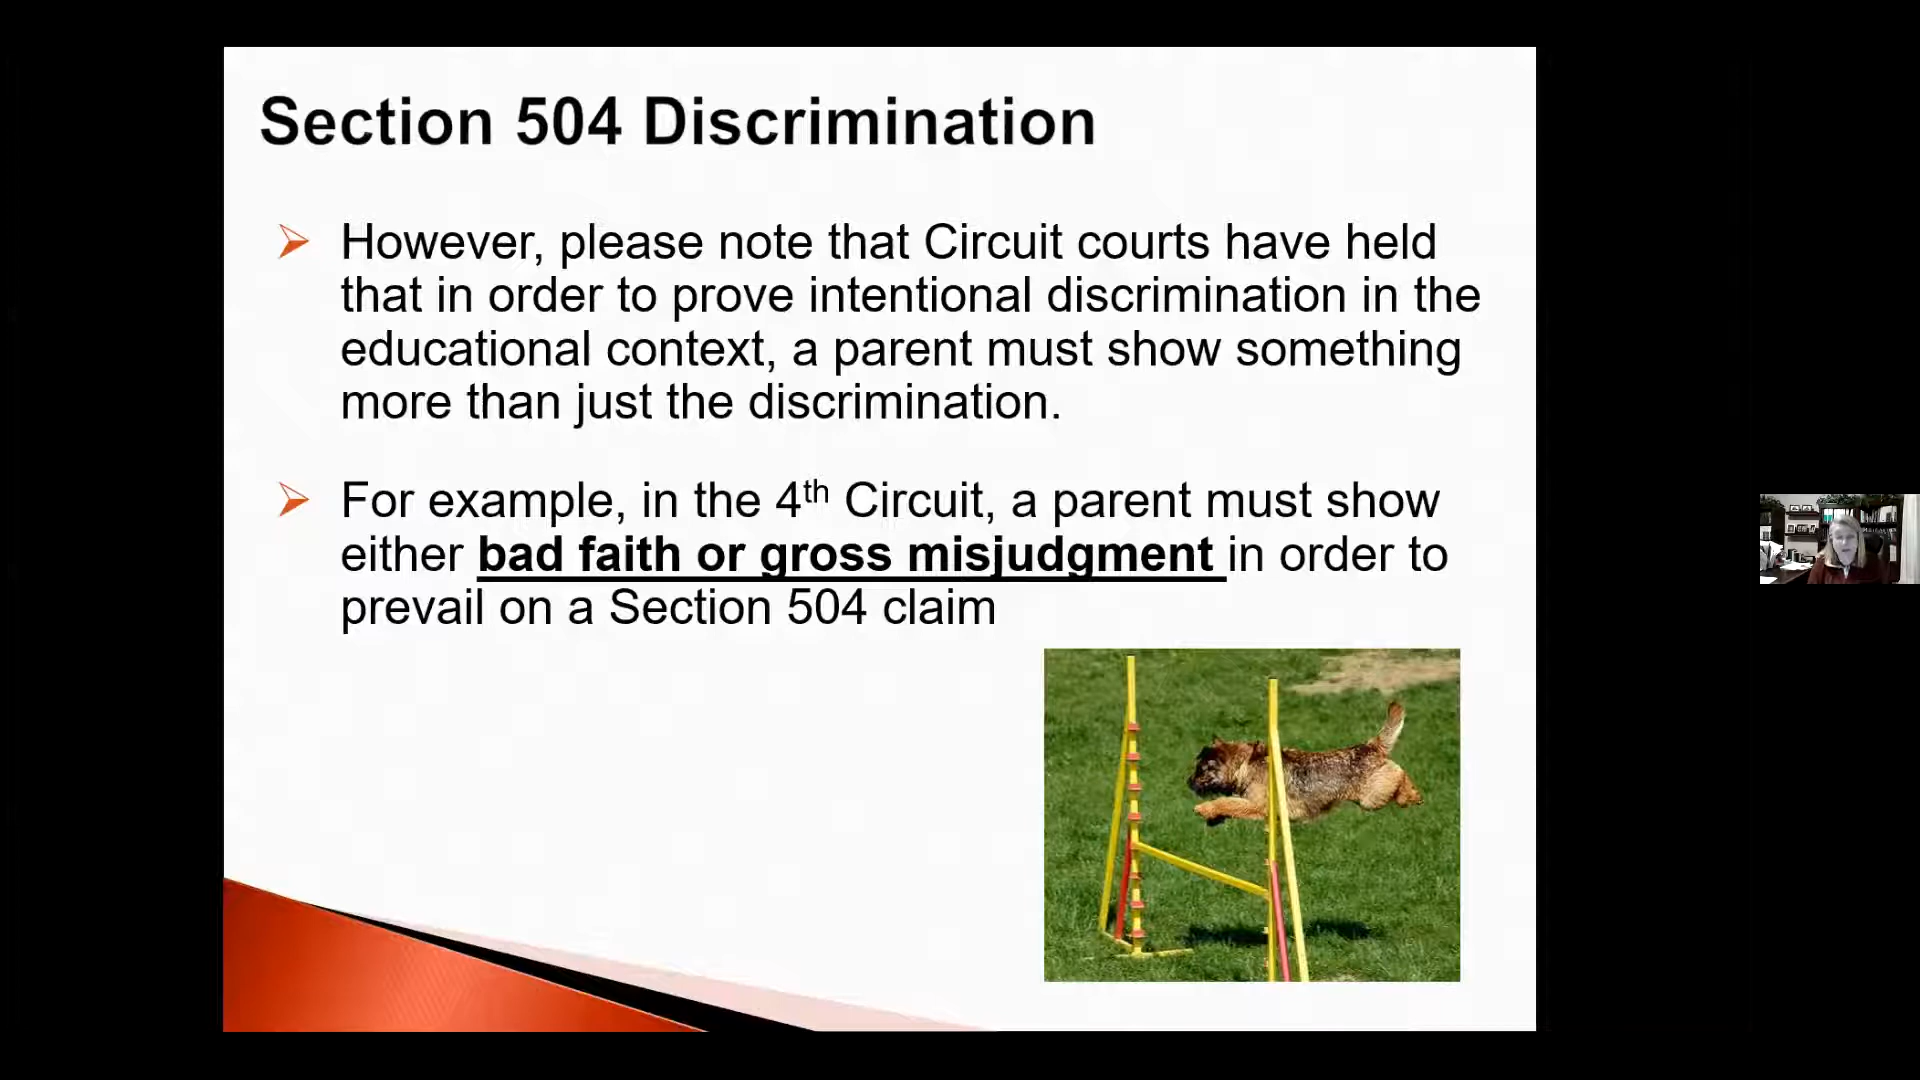 Section 504 Discrimination
However, please note that Circuit courts have held
that in order to prove intentional discrimination in the
educational context, a parent must show something
more than just the discrimination.
For example, in the 4th Circuit, a parent must show
either bad faith or gross misjudgment in order to
prevail on a Section 504 claim